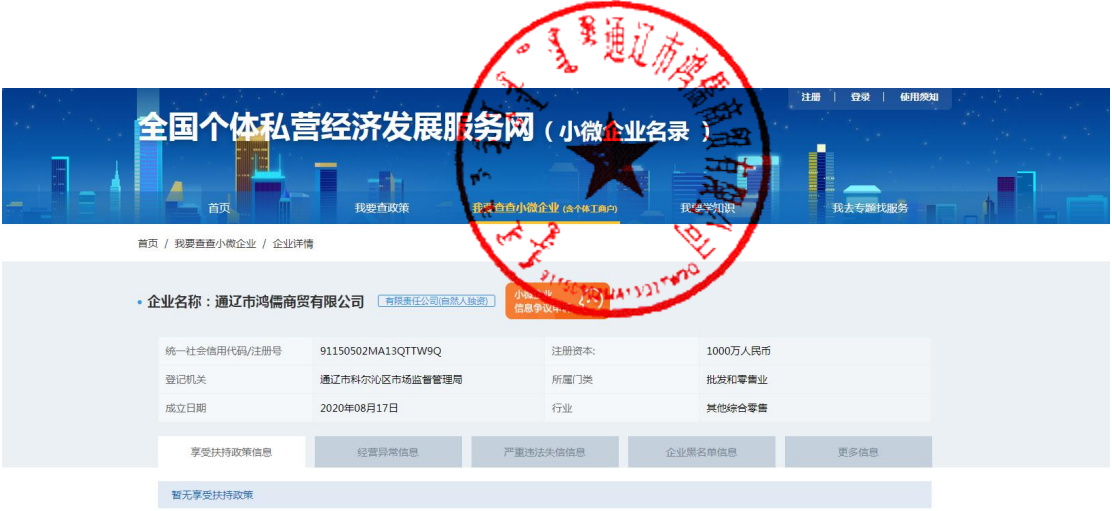 通辽市鸿儒商贸有限公司
注册 | 登录 | 使用须知
全国个体私营经济发展服务网（小微企业名录）
首页 我要查政策 我要查小微企业 (含个体工商户) 我要学知识 我去专题找服务
首页 / 我要查查小微企业 / 企业详情
• 企业名称：通辽市鸿儒商贸有限公司 有限责任公司(自然人独资)
小微企业
信息争议申
统一社会信用代码/注册号 91150502MA13QTTW9Q 注册资本: 1000万人民币
登记机关 通辽市科尔沁区市场监督管理局 所属门类 批发和零售业
成立日期 2020年08月17日 行业 其他综合零售
享受扶持政策信息 经营异常信息 严重违法失信信息 企业黑名单信息 更多信息
暂无享受扶持政策